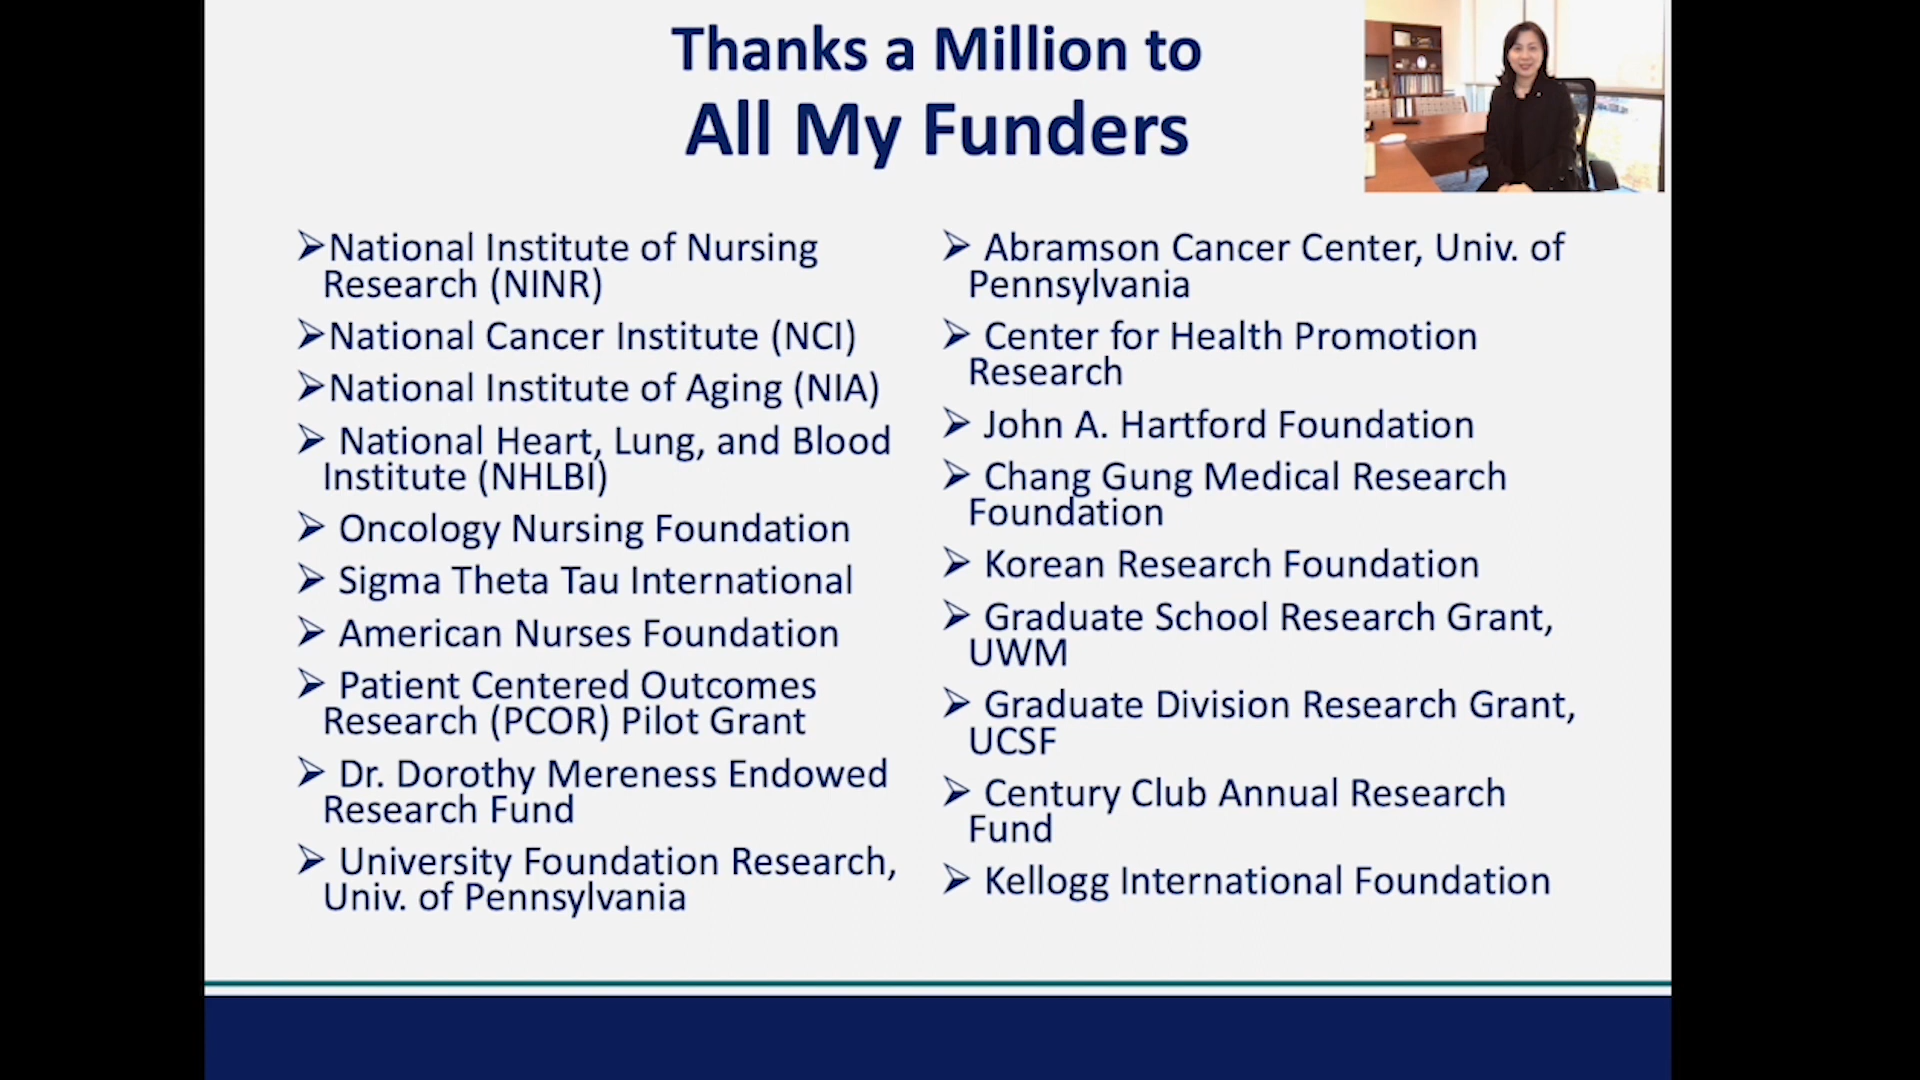 Thanks a Million to
All My Funders
➢National Institute of Nursing
Research (NINR)
➢National Cancer Institute (NCI)
➢National Institute of Aging (NIA)
➢ National Heart, Lung, and Blood
Institute (NHLBI)
➢ Oncology Nursing Foundation
➢ Sigma Theta Tau International
➢ American Nurses Foundation
➢ Patient Centered Outcomes
Research (PCOR) Pilot Grant
➢ Dr. Dorothy Mereness Endowed
Research Fund
➢ University Foundation Research,
Univ. of Pennsylvania
➢ Abramson Cancer Center, Univ. of
Pennsylvania
➢ Center for Health Promotion
Research
➢ John A. Hartford Foundation
➢ Chang Gung Medical Research
Foundation
➢ Korean Research Foundation
➢ Graduate School Research Grant,
UWM
➢ Graduate Division Research Grant,
UCSF
➢ Century Club Annual Research
Fund
➢ Kellogg International Foundation